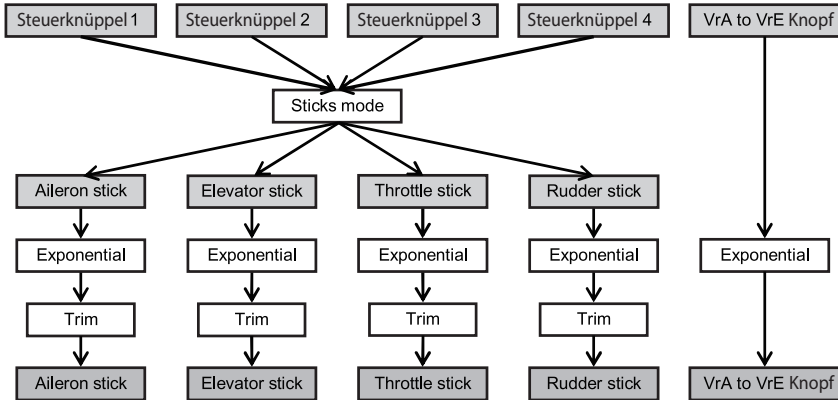 Steuerknüppel 1
Steuerknüppel 2
Steuerknüppel 3
Steuerknüppel 4
VrA to VrE Knopf
Sticks mode
Aileron stick
Elevator stick
Throttle stick
Rudder stick
Exponential
Exponential
Exponential
Exponential
Exponential
Trim
Trim
Trim
Trim
Aileron stick
Elevator stick
Throttle stick
Rudder stick
VrA to VrE Knopf